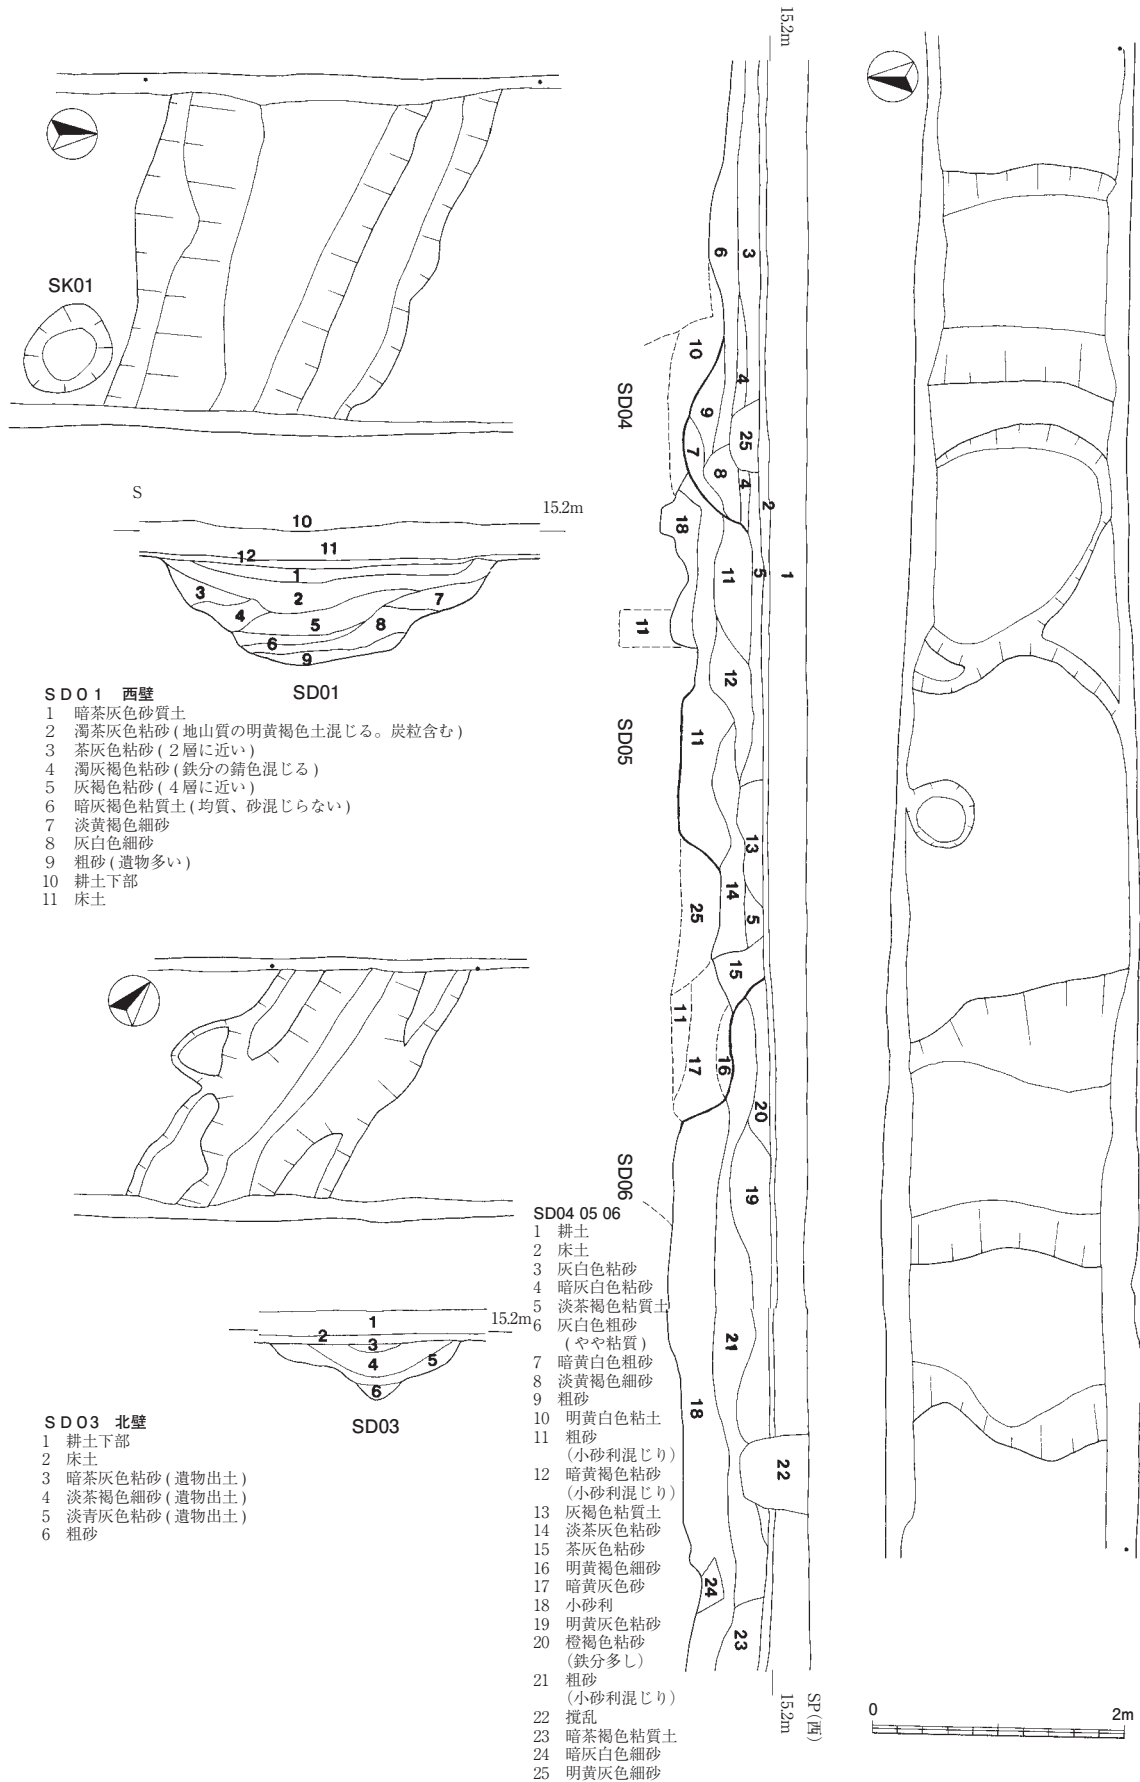 SK01
S
15.2m
10
11
12
1
2
3
4
5
6
7
8
9
SD01
SD01 西壁
1 暗茶灰色砂質土
2 濁茶灰色粘砂(地山質の明黄褐色土混じる。炭粒含む)
3 茶灰色粘砂(2層に近い)
4 濁灰褐色粘砂(鉄分の錆色混じる)
5 灰褐色粘砂(4層に近い)
6 暗灰褐色粘質土(均質、砂混じらない)
7 淡黄褐色細砂
8 灰白色細砂
9 粗砂(遺物多い)
10 耕土下部
11 床土
15.2m
1
2
3
4
5
6
SD03
SD03 北壁
1 耕土下部
2 床土
3 暗茶灰色粘砂(遺物出土)
4 淡茶褐色細砂(遺物出土)
5 淡青灰色粘砂(遺物出土)
6 粗砂
15.2m
6
3
10
4
9
25
7
8
4
2
18
11
5
1
11
12
11
13
14
25
5
15
11
17
16
20
19
21
18
22
24
23
SD04
SD05
SD06
15.2m
SP(西)
SD04 05 06
1 耕土
2 床土
3 灰白色粘砂
4 暗灰白色粘砂
5 淡茶褐色粘質土
6 灰白色粗砂
(やや粘質)
7 暗黄白色粗砂
8 淡黄褐色細砂
9 粗砂
10 明黄白色粘土
11 粗砂
(小砂利混じり)
12 暗黄褐色粘砂
(小砂利混じり)
13 灰褐色粘質土
14 淡茶灰色粘砂
15 茶灰色粘砂
16 明黄褐色細砂
17 暗黄灰色砂
18 小砂利
19 明黄灰色粘砂
20 橙褐色粘砂
(鉄分多し)
21 粗砂
(小砂利混じり)
22 撹乱
23 暗茶褐色粘質土
24 暗灰白色細砂
25 明黄灰色細砂
0 2m